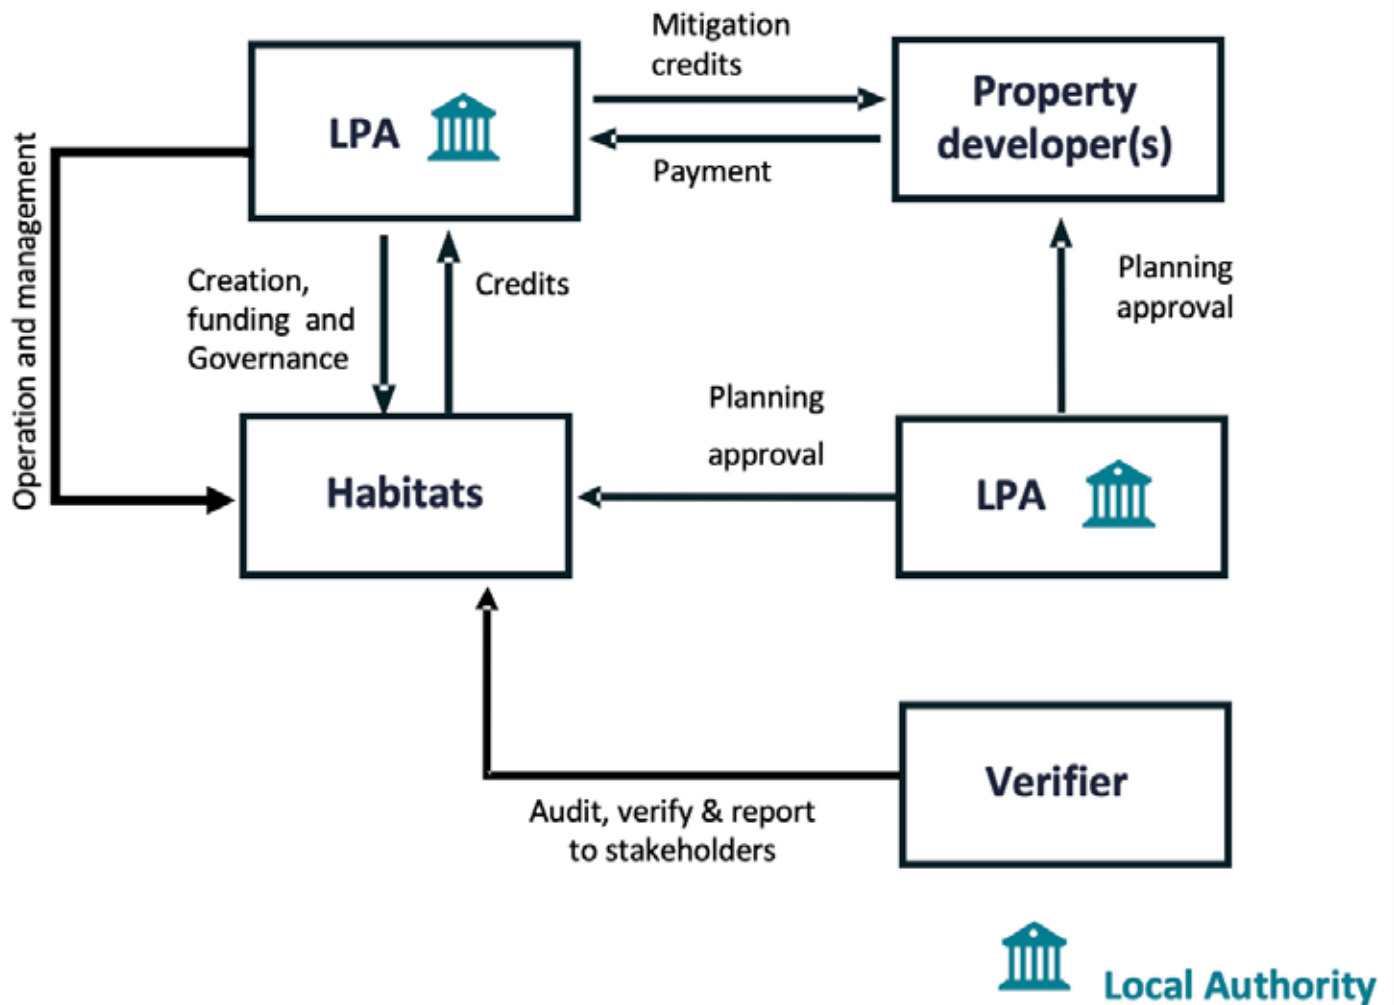 Mitigation
credits
LPA
Property
developer(s)
Payment
Operation and management
Creation,
funding and
Governance
Credits
Planning
approval
Planning
approval
Habitats
LPA
Verifier
Audit, verify & report
to stakeholders
Local Authority